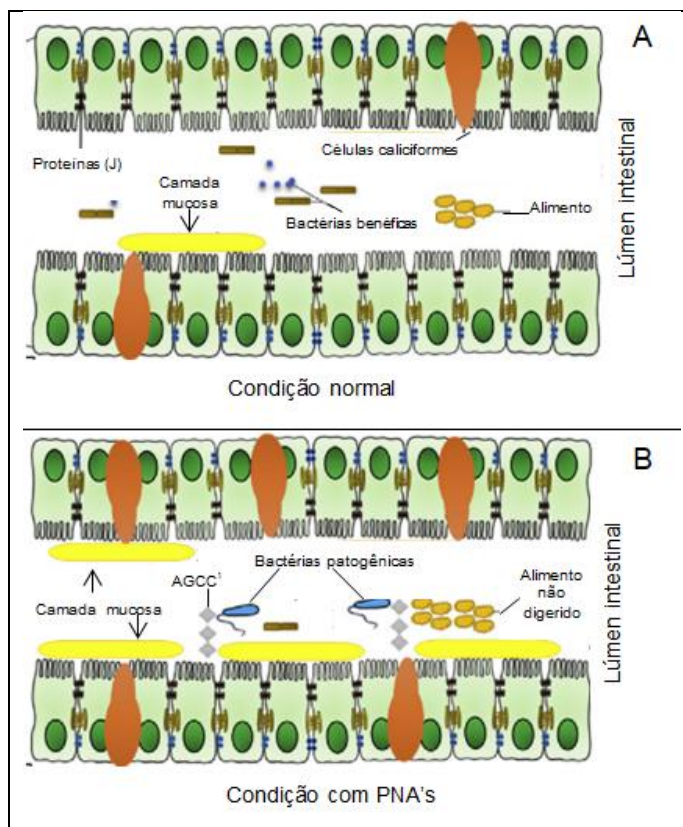 A
Proteínas (J)
Células caliciformes
Camada
mucosa
Bactérias benéficas
Alimento
Lúmen intestinal
Condição normal
B
Bactérias patogênicas
AGCC¹
Alimento
não
digerido
Camada mucosa
Lúmen intestinal
Condição com PNA's